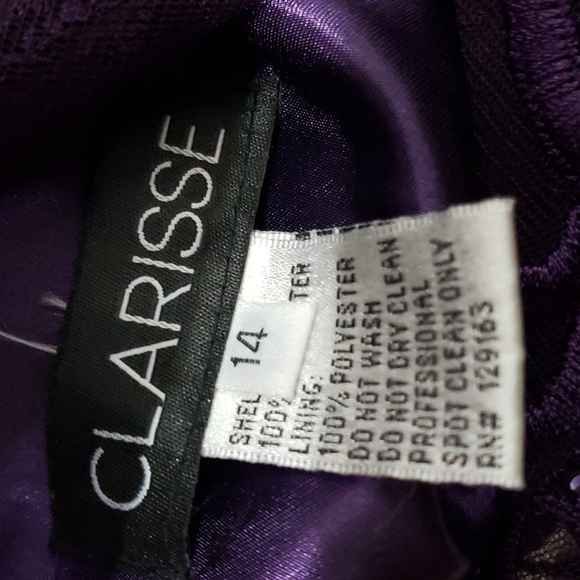 CLARISSE
14
SHEL
100% TER
LINING:
100% POLYESTER
DO NOT WASH
DO NOT DRY CLEAN
PROFESSIONAL
SPOT CLEAN ONLY
RN# 129163